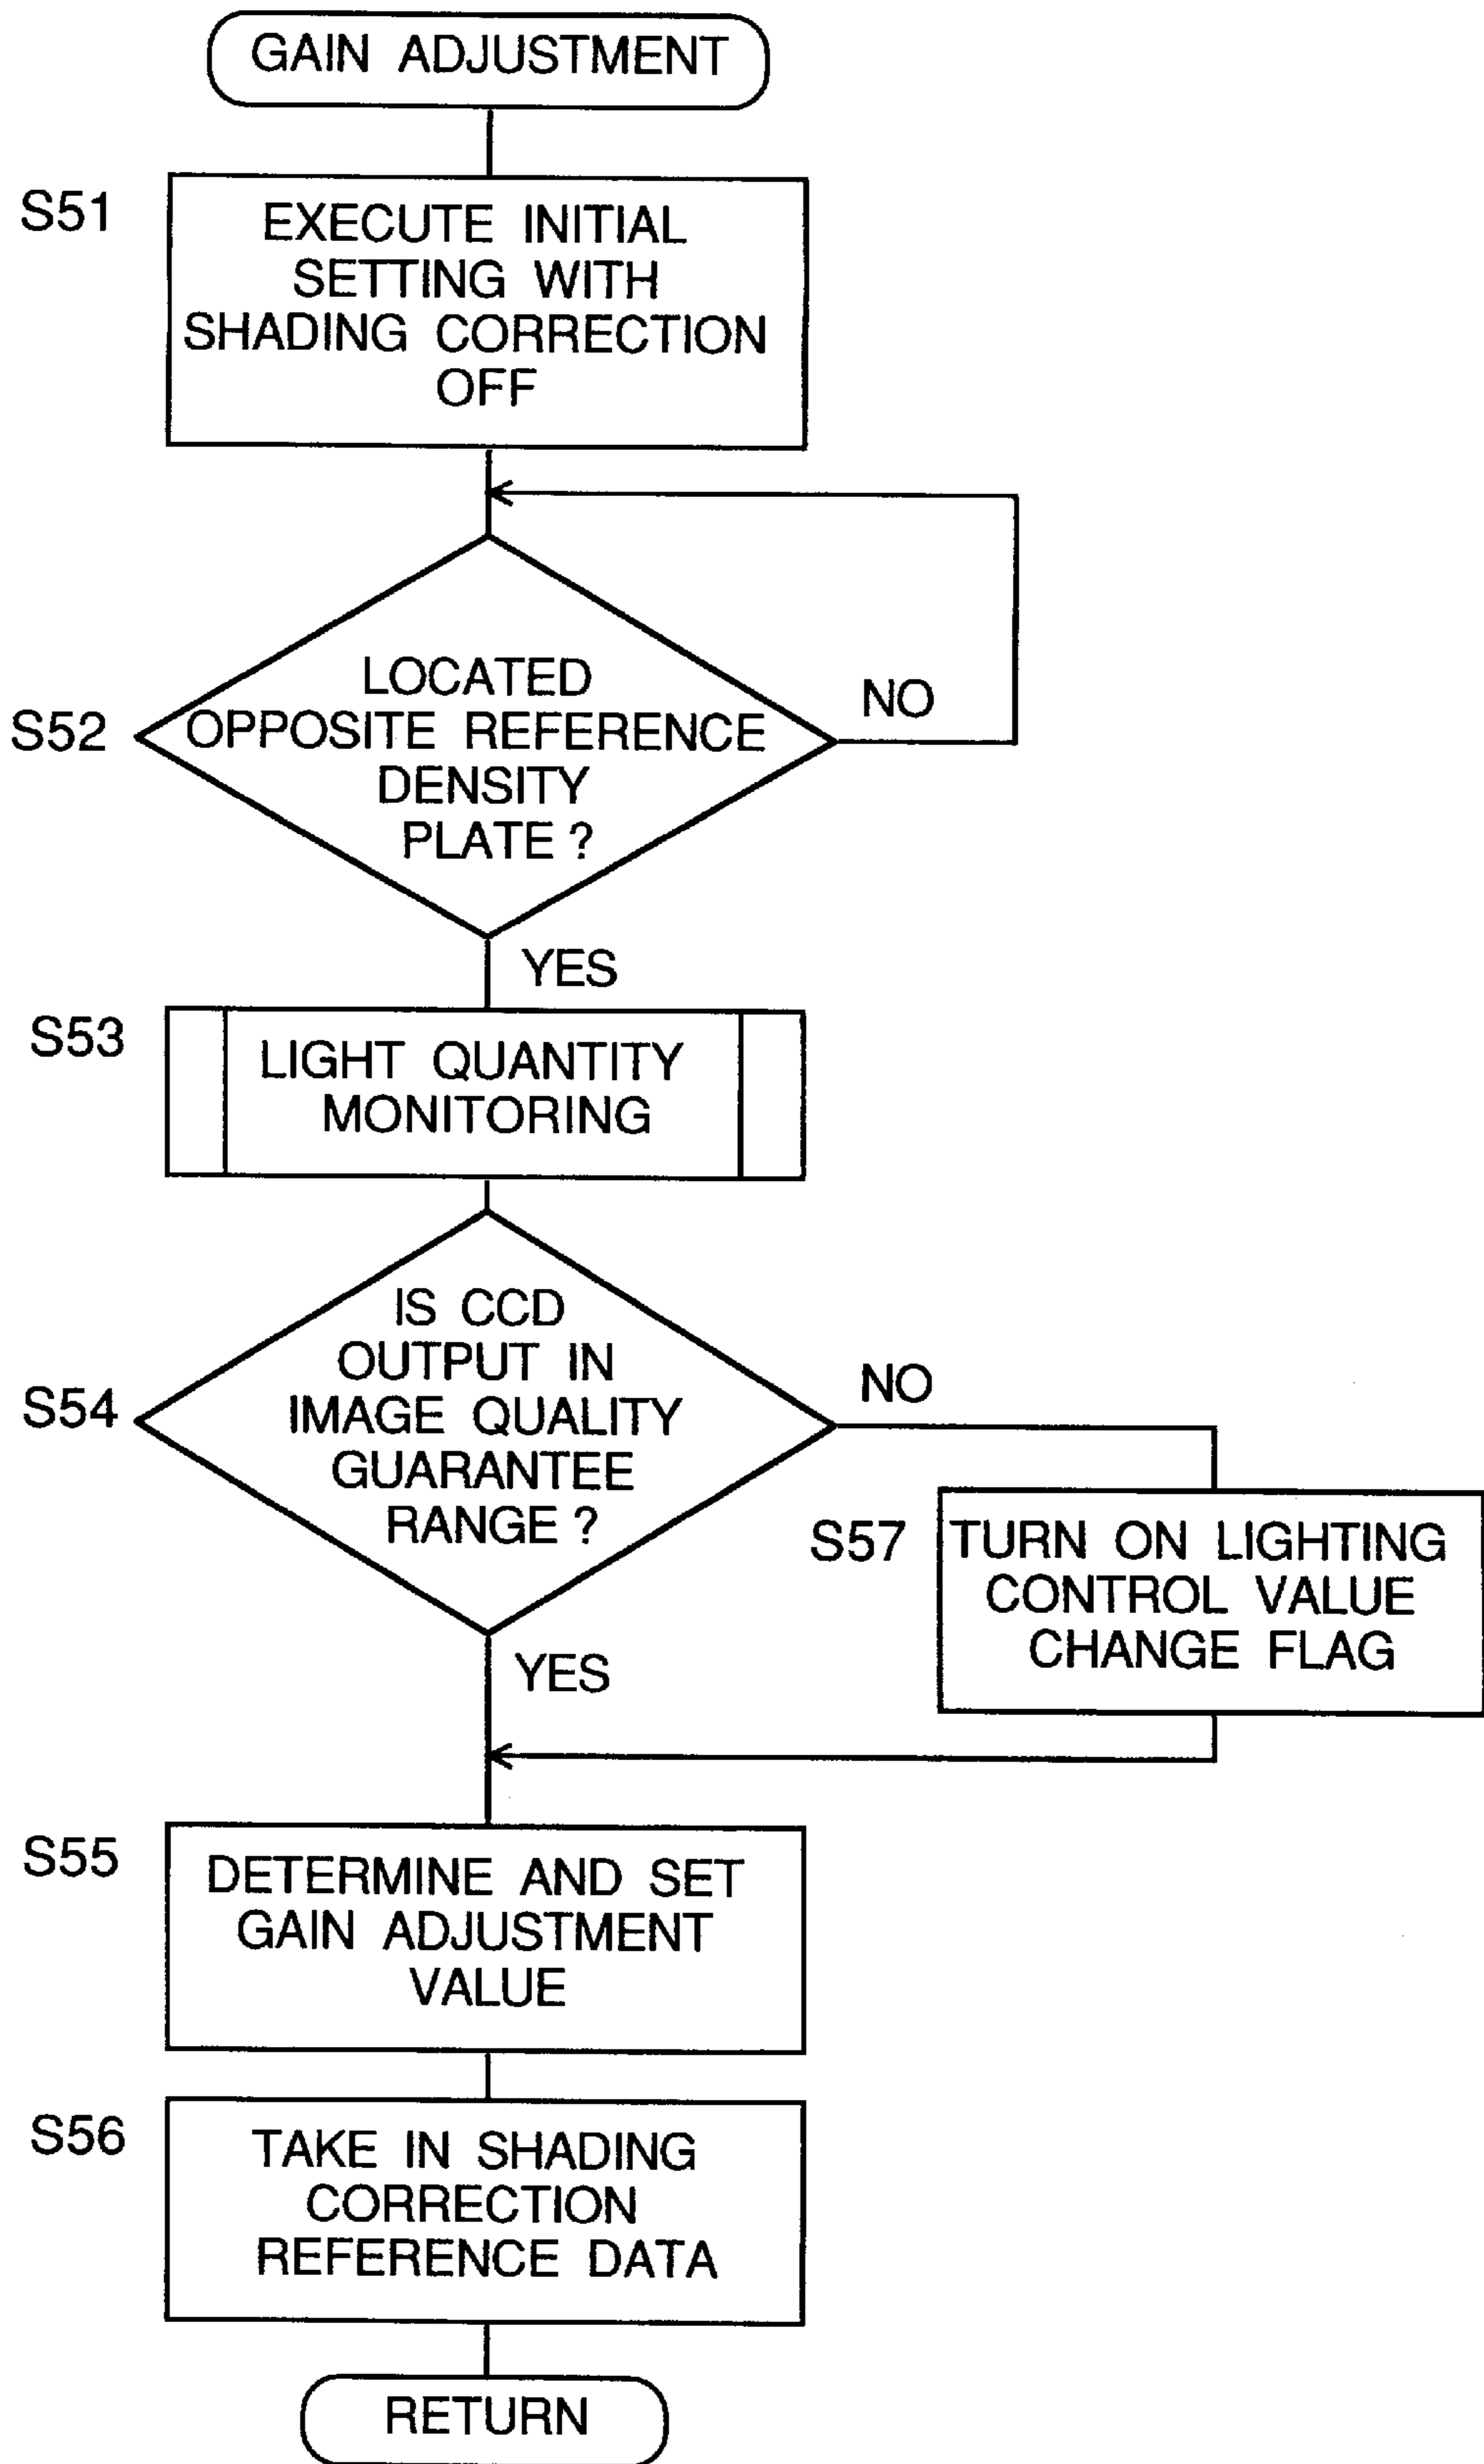 GAIN ADJUSTMENT
S51
EXECUTE INITIAL
SETTING WITH
SHADING CORRECTION
OFF
S52
LOCATED
OPPOSITE REFERENCE
DENSITY
PLATE ?
NO
YES
S53
LIGHT QUANTITY
MONITORING
S54
IS CCD
OUTPUT IN
IMAGE QUALITY
GUARANTEE
RANGE ?
NO
S57
TURN ON LIGHTING
CONTROL VALUE
CHANGE FLAG
YES
S55
DETERMINE AND SET
GAIN ADJUSTMENT
VALUE
S56
TAKE IN SHADING
CORRECTION
REFERENCE DATA
RETURN